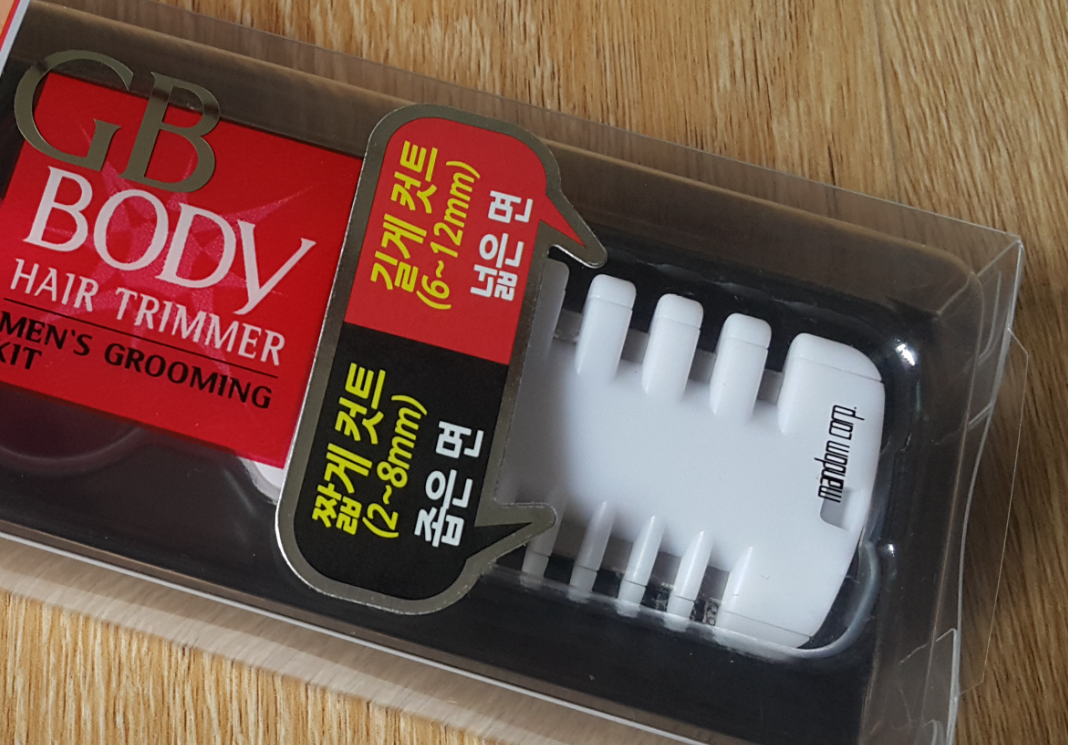 GB
BODY
HAIR TRIMMER
MEN'S GROOMING
KIT
길게 컷트
(6~12mm)
넓은 면
짧게 컷트
(2~8mm)
좁은 면
mandom corp.